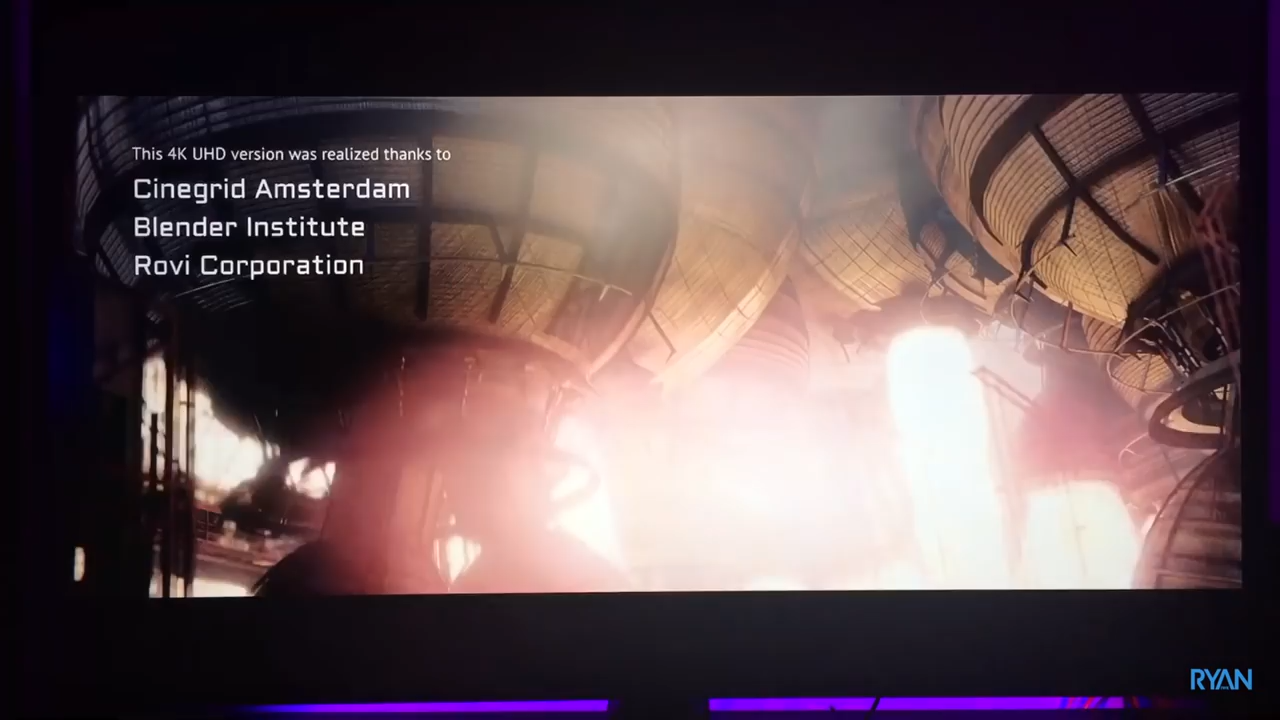 This 4K UHD version was realized thanks to
Cinegrid Amsterdam
Blender Institute
Rovi Corporation
RYAN